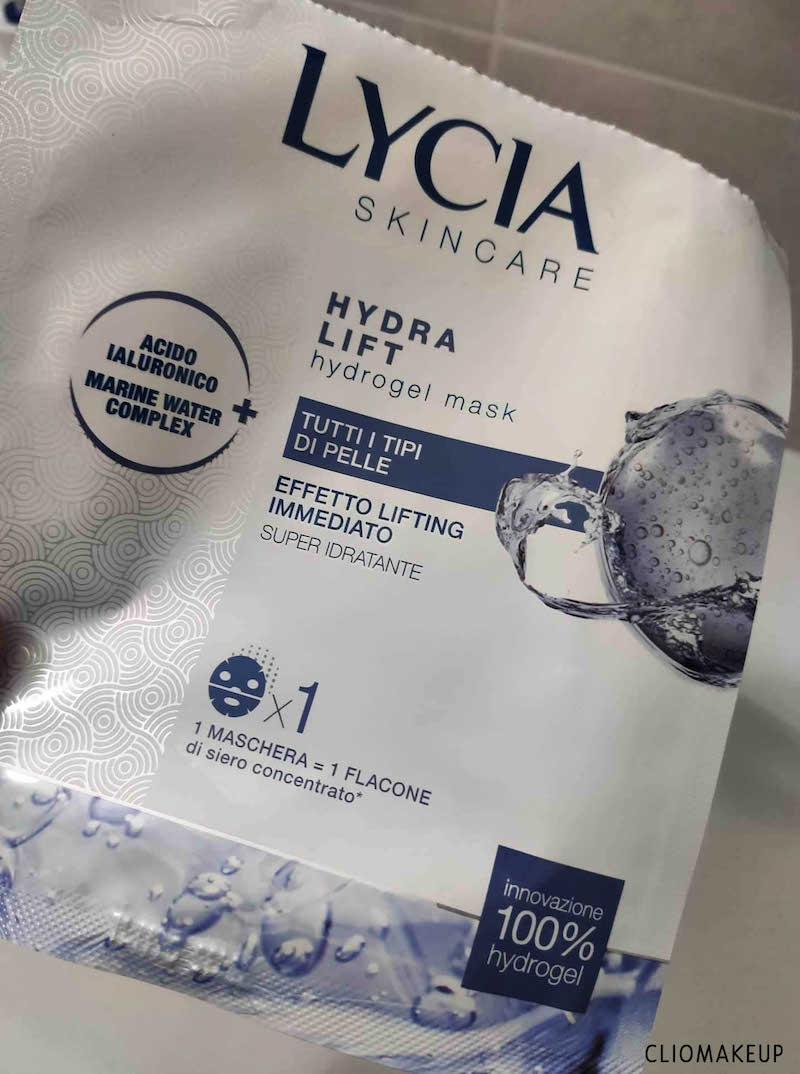 LYCIA
SKINCARE
HYDRA
LIFT
hydrogel mask
ACIDO
IALURONICO
+
MARINE WATER
COMPLEX
TUTTI I TIPI
DI PELLE
EFFETTO LIFTING
IMMEDIATO
SUPER IDRATANTE
x1
1 MASCHERA = 1 FLACONE
di siero concentrato*
innovazione
100%
hydrogel
CLIOMAKEUP